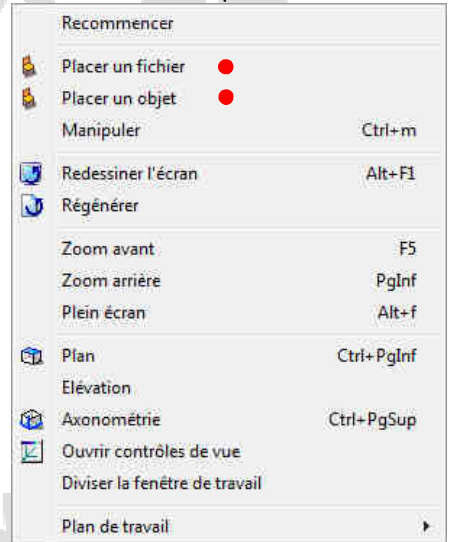 Recommencer
Placer un fichier
Placer un objet
Manipuler Ctrl+m
Redessiner l'écran Alt+F1
Régénérer
Zoom avant F5
Zoom arrière PgInf
Plein écran Alt+f
Plan Ctrl+PgInf
Elévation
Axonométrie Ctrl+PgSup
Ouvrir contrôles de vue
Diviser la fenêtre de travail
Plan de travail